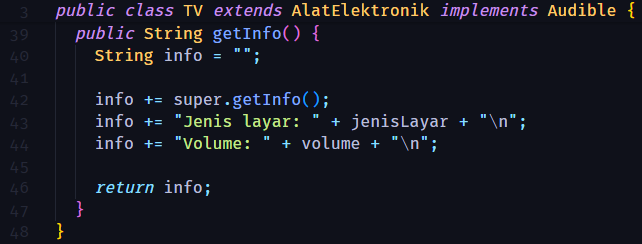 3 public class TV extends AlatElektronik implements Audible {
39 public String getInfo() {
40 String info = "";
41
42 info += super.getInfo();
43 info += "Jenis layar: " + jenisLayar + "\n";
44 info += "Volume: " + volume + "\n";
45
46 return info;
47 }
48 }